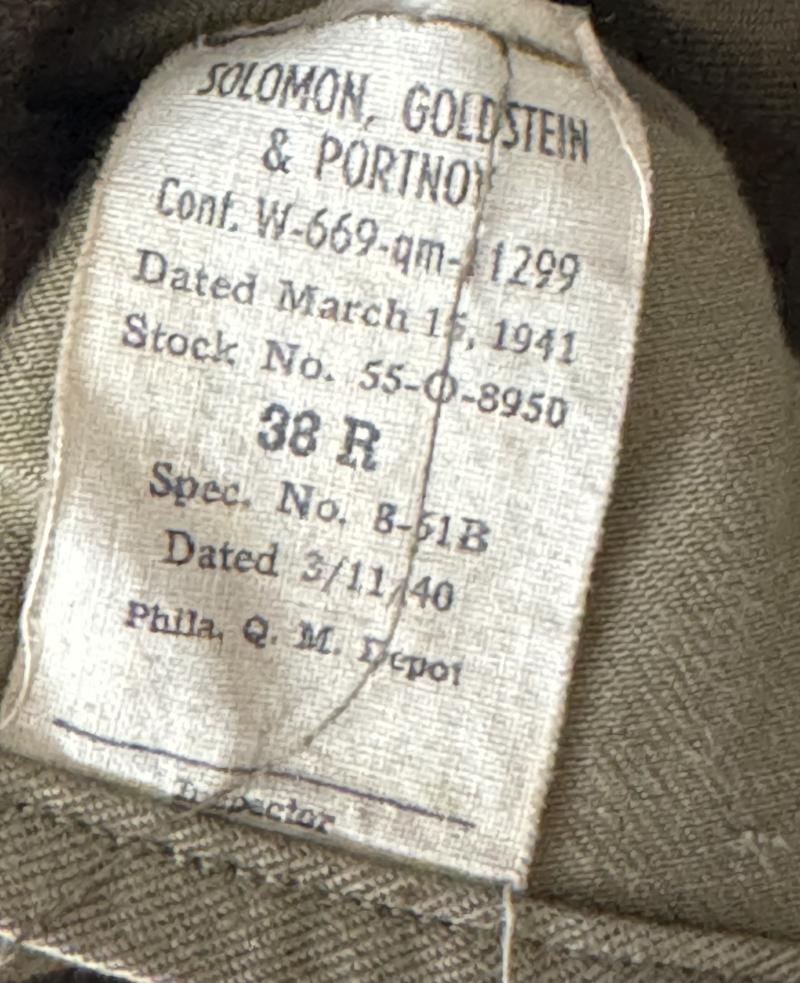 SOLOMON, GOLDSTEIN
& PORTNOY
Cont. W-669-qm-11299
Dated March 15, 1941
Stock No. 55-O-8950
38 R
Spec. No. 8-61B
Dated 3/11/40
Phila. Q. M. Depot
Inspector